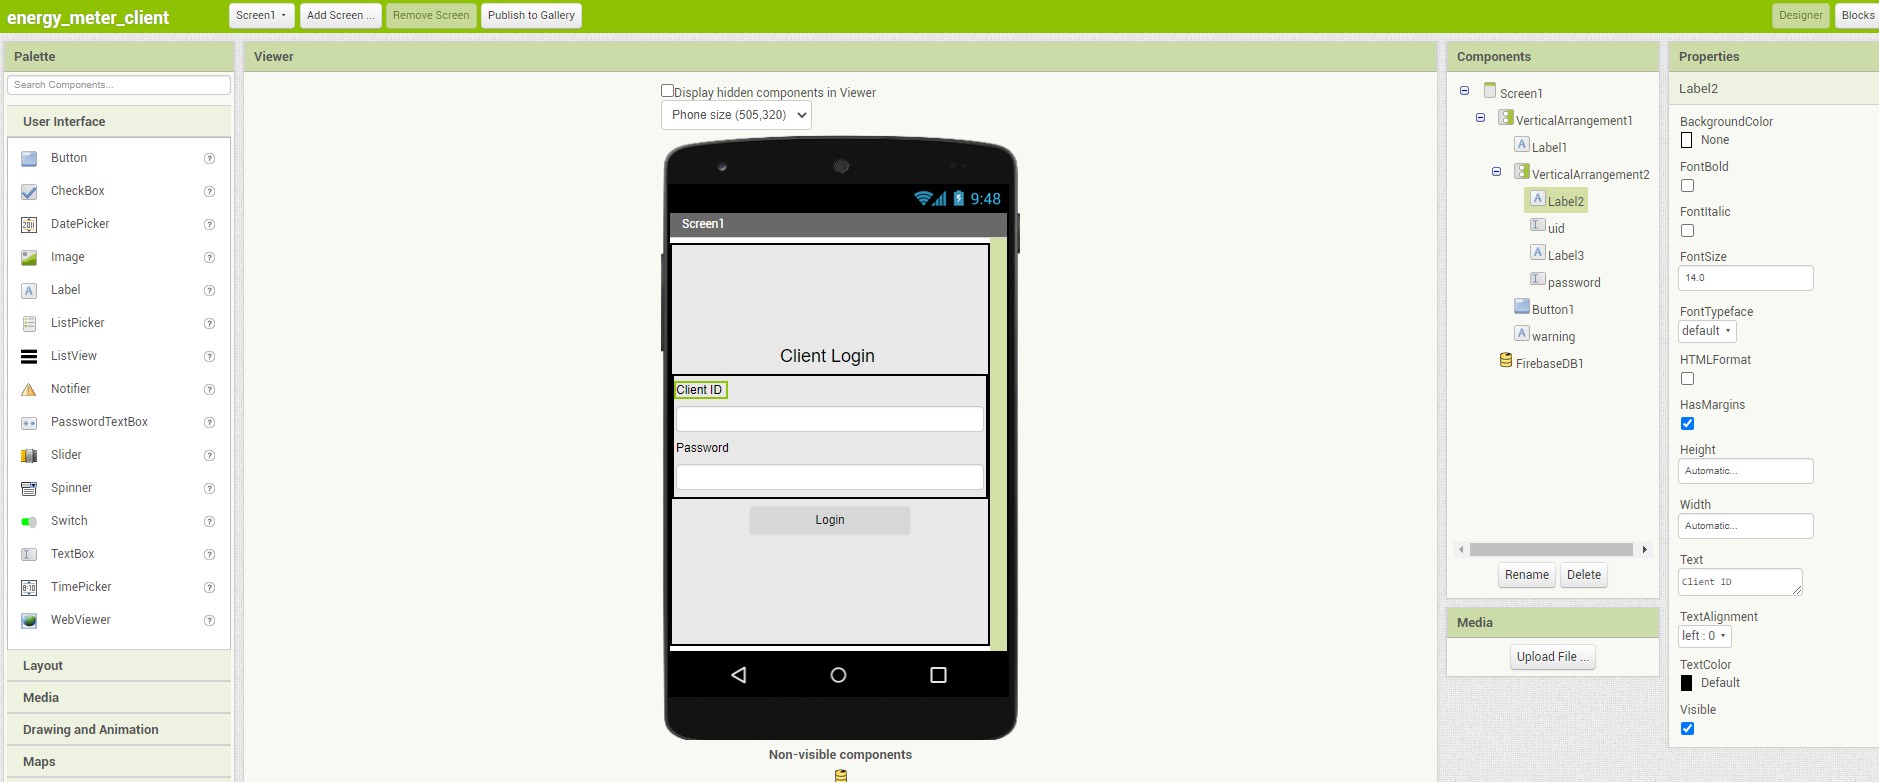 energy_meter_client
Screen1
Add Screen ...
Remove Screen
Publish to Gallery
Designer
Blocks
Palette
Search Components...
User Interface
Button
CheckBox
DatePicker
Image
Label
ListPicker
ListView
Notifier
PasswordTextBox
Slider
Spinner
Switch
TextBox
TimePicker
WebViewer
Layout
Media
Drawing and Animation
Maps
Viewer
Display hidden components in Viewer
Phone size (505,320)
9:48
Screen1
Client Login
Client ID
Password
Login
Non-visible components
Components
Screen1
VerticalArrangement1
Label1
VerticalArrangement2
Label2
uid
Label3
password
Button1
warning
FirebaseDB1
Rename
Delete
Media
Upload File ...
Properties
Label2
BackgroundColor
None
FontBold
FontItalic
FontSize
14.0
FontTypeface
default
HTMLFormat
HasMargins
Height
Automatic...
Width
Automatic...
Text
Client ID
TextAlignment
left : 0
TextColor
Default
Visible